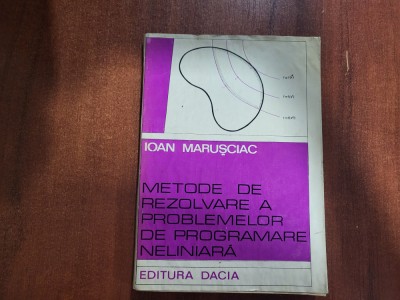 IOAN MARUŞCIAC
METODE DE
REZOLVARE A
PROBLEMELOR
DE PROGRAMARE
NELINIARĂ
EDITURA DACIA